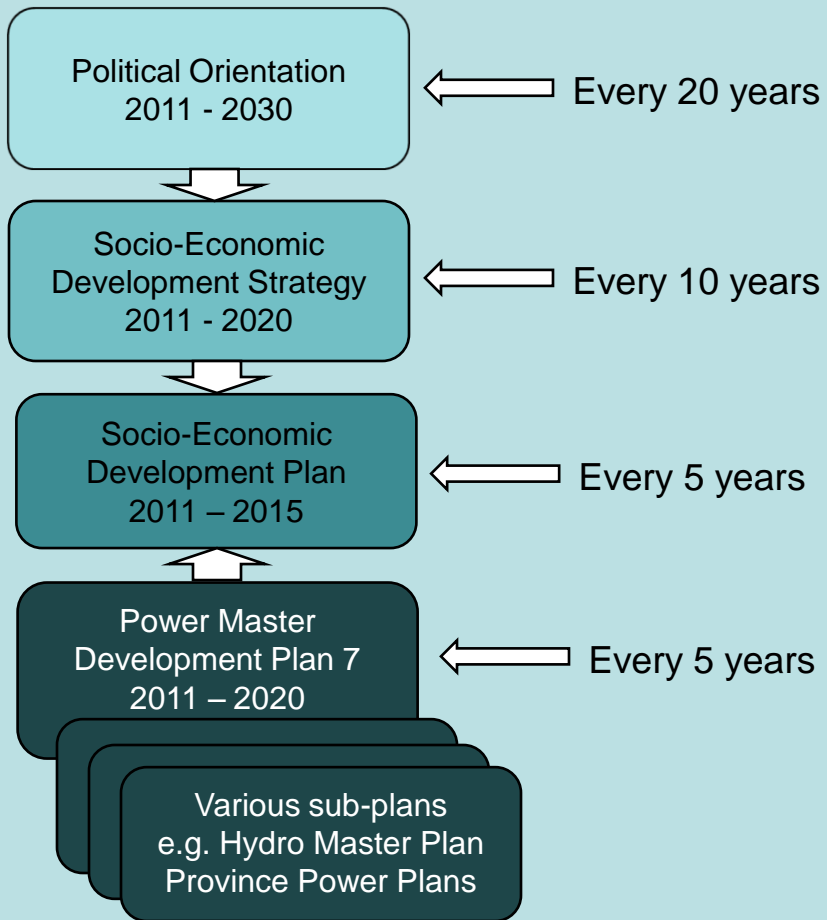 Political Orientation
2011 - 2030
Every 20 years
Socio-Economic
Development Strategy
2011 - 2020
Every 10 years
Socio-Economic
Development Plan
2011 – 2015
Every 5 years
Power Master
Development Plan 7
2011 – 2020
Every 5 years
Various sub-plans
e.g. Hydro Master Plan
Province Power Plans